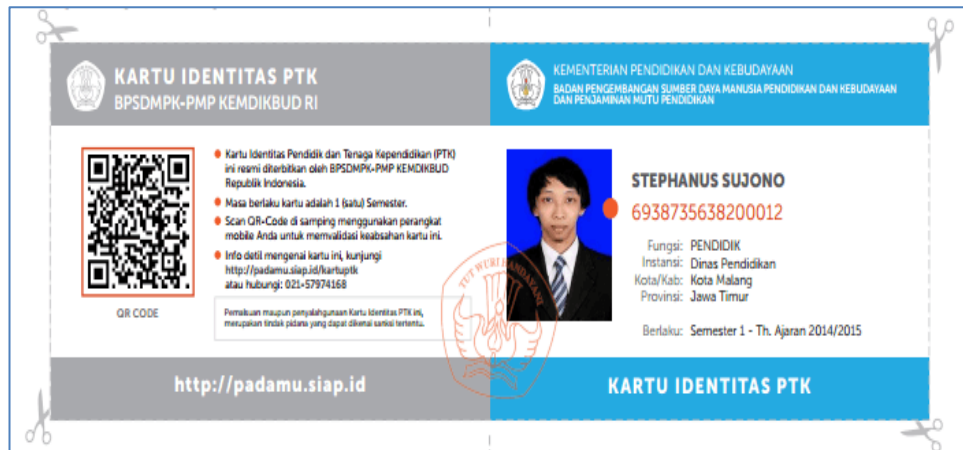 KARTU IDENTITAS PTK
BPSDMPK-PMP KEMDIKBUD RI
Kartu Identitas Pendidik dan Tenaga Kependidikan (PTK)
ini resmi diterbitkan oleh BPSDMPK-PMP KEMDIKBUD
Republik Indonesia.
Masa berlaku kartu adalah 1 (satu) Semester.
Scan QR-Code di samping menggunakan perangkat
mobile Anda untuk memvalidasi keabsahan kartu ini.
Info detil mengenai kartu ini, kunjungi
http://padamu.siap.id/kartuptk
atau hubungi: 021-57974168
QR CODE
Pemalsuan maupun penyalahgunaan Kartu Identitas PTK ini,
merupakan tindak pidana yang dapat dikenai sanksi tertentu.
http://padamu.siap.id
KEMENTERIAN PENDIDIKAN DAN KEBUDAYAAN
BADAN PENGEMBANGAN SUMBER DAYA MANUSIA PENDIDIKAN DAN KEBUDAYAAN
DAN PENJAMINAN MUTU PENDIDIKAN
STEPHANUS SUJONO
6938735638200012
Fungsi: PENDIDIK
Instansi: Dinas Pendidikan
Kota/Kab: Kota Malang
Provinsi: Jawa Timur
Berlaku: Semester 1 - Th. Ajaran 2014/2015
TUT WURI HANDAYANI
KARTU IDENTITAS PTK